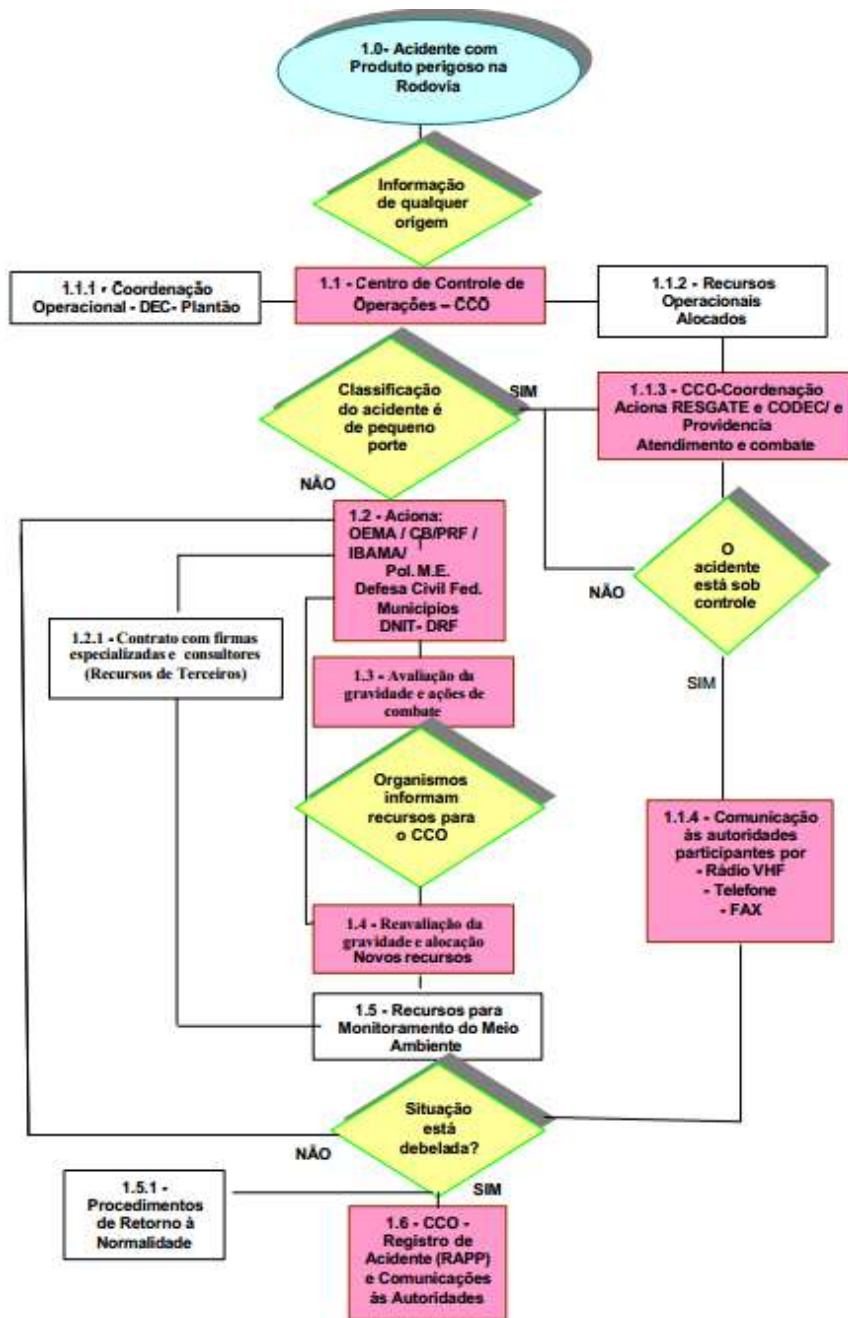 1.0- Acidente com
Produto perigoso na
Rodovia
Informação
de qualquer
origem
1.1.1 - Coordenação
Operacional - DEC- Plantão
1.1 - Centro de Controle de
Operações – CCO
1.1.2 - Recursos
Operacionais
Alocados
Classificação
do acidente é
de pequeno
porte
SIM
1.1.3 - CCO-Coordenação
Aciona RESGATE e CODEC/ e
Providencia
Atendimento e combate
NÃO
1.2 - Aciona:
OEMA / CB/PRF /
IBAMA/
Pol. M.E.
Defesa Civil Fed.
Municípios
DNIT- DRF
O
acidente
está sob
controle
NÃO
SIM
1.2.1 - Contrato com firmas
especializadas e consultores
(Recursos de Terceiros)
1.3 - Avaliação da
gravidade e ações de
combate
Organismos
informam
recursos para
o CCO
1.1.4 - Comunicação
às autoridades
participantes por
- Rádio VHF
- Telefone
- FAX
1.4 - Reavaliação da
gravidade e alocação
Novos recursos
1.5 - Recursos para
Monitoramento do Meio
Ambiente
Situação
está
debelada?
NÃO
SIM
1.5.1 -
Procedimentos
de Retorno à
Normalidade
1.6 - CCO -
Registro de
Acidente (RAPP)
e Comunicações
às Autoridades